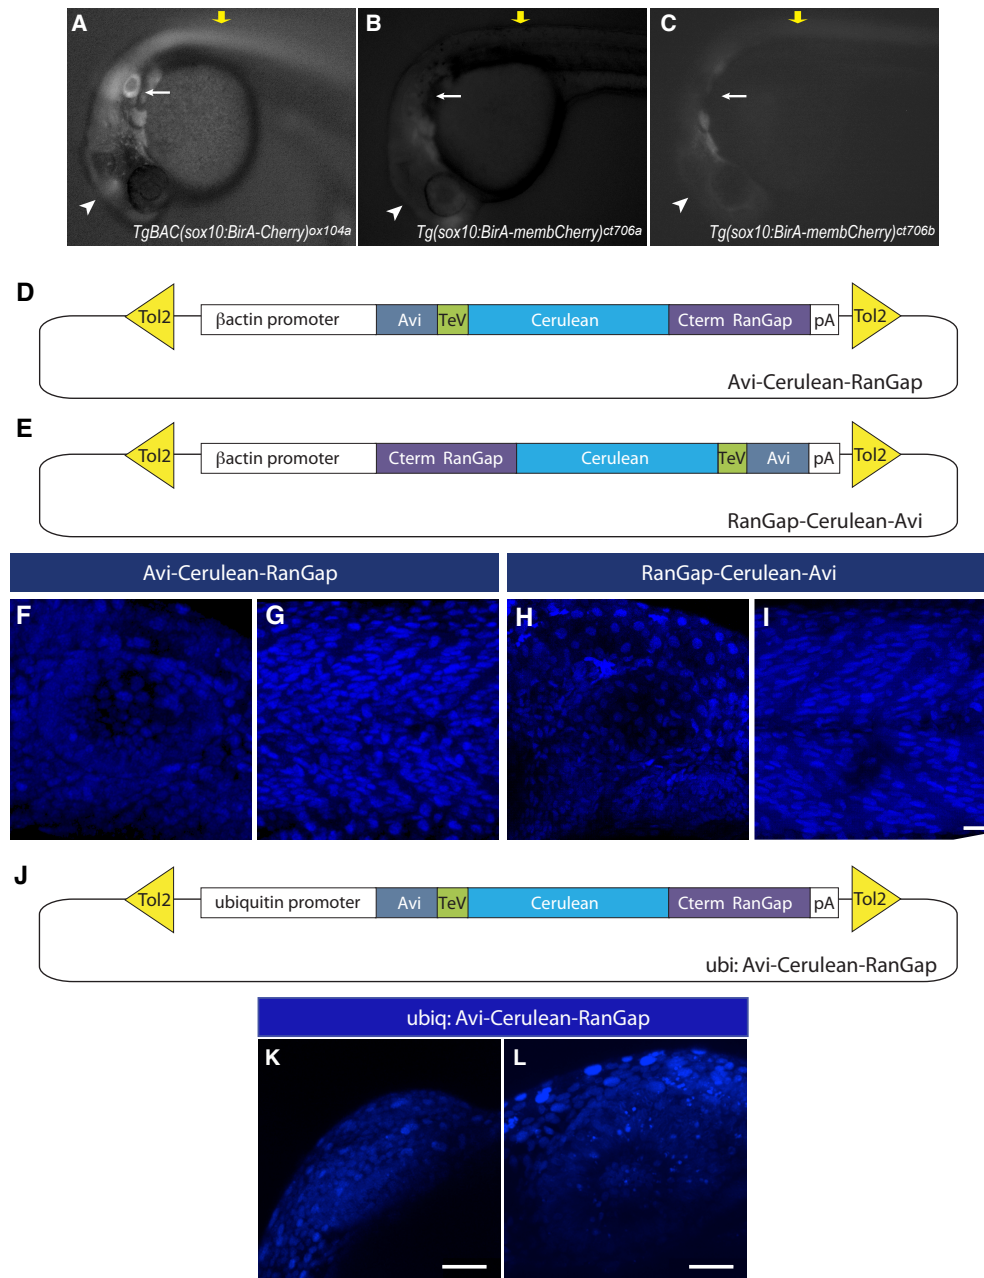 A
B
C
TgBAC(sox10:BirA-Cherry)ox104a
Tg(sox10:BirA-membCherry)ct706a
Tg(sox10:BirA-membCherry)ct706b
D
Tol2
βactin promoter
Avi
TeV
Cerulean
Cterm RanGap
pA
Tol2
Avi-Cerulean-RanGap
E
Tol2
βactin promoter
Cterm RanGap
Cerulean
TeV
Avi
pA
Tol2
RanGap-Cerulean-Avi
Avi-Cerulean-RanGap
RanGap-Cerulean-Avi
F
G
H
I
J
Tol2
ubiquitin promoter
Avi
TeV
Cerulean
Cterm RanGap
pA
Tol2
ubi: Avi-Cerulean-RanGap
ubiq: Avi-Cerulean-RanGap
K
L